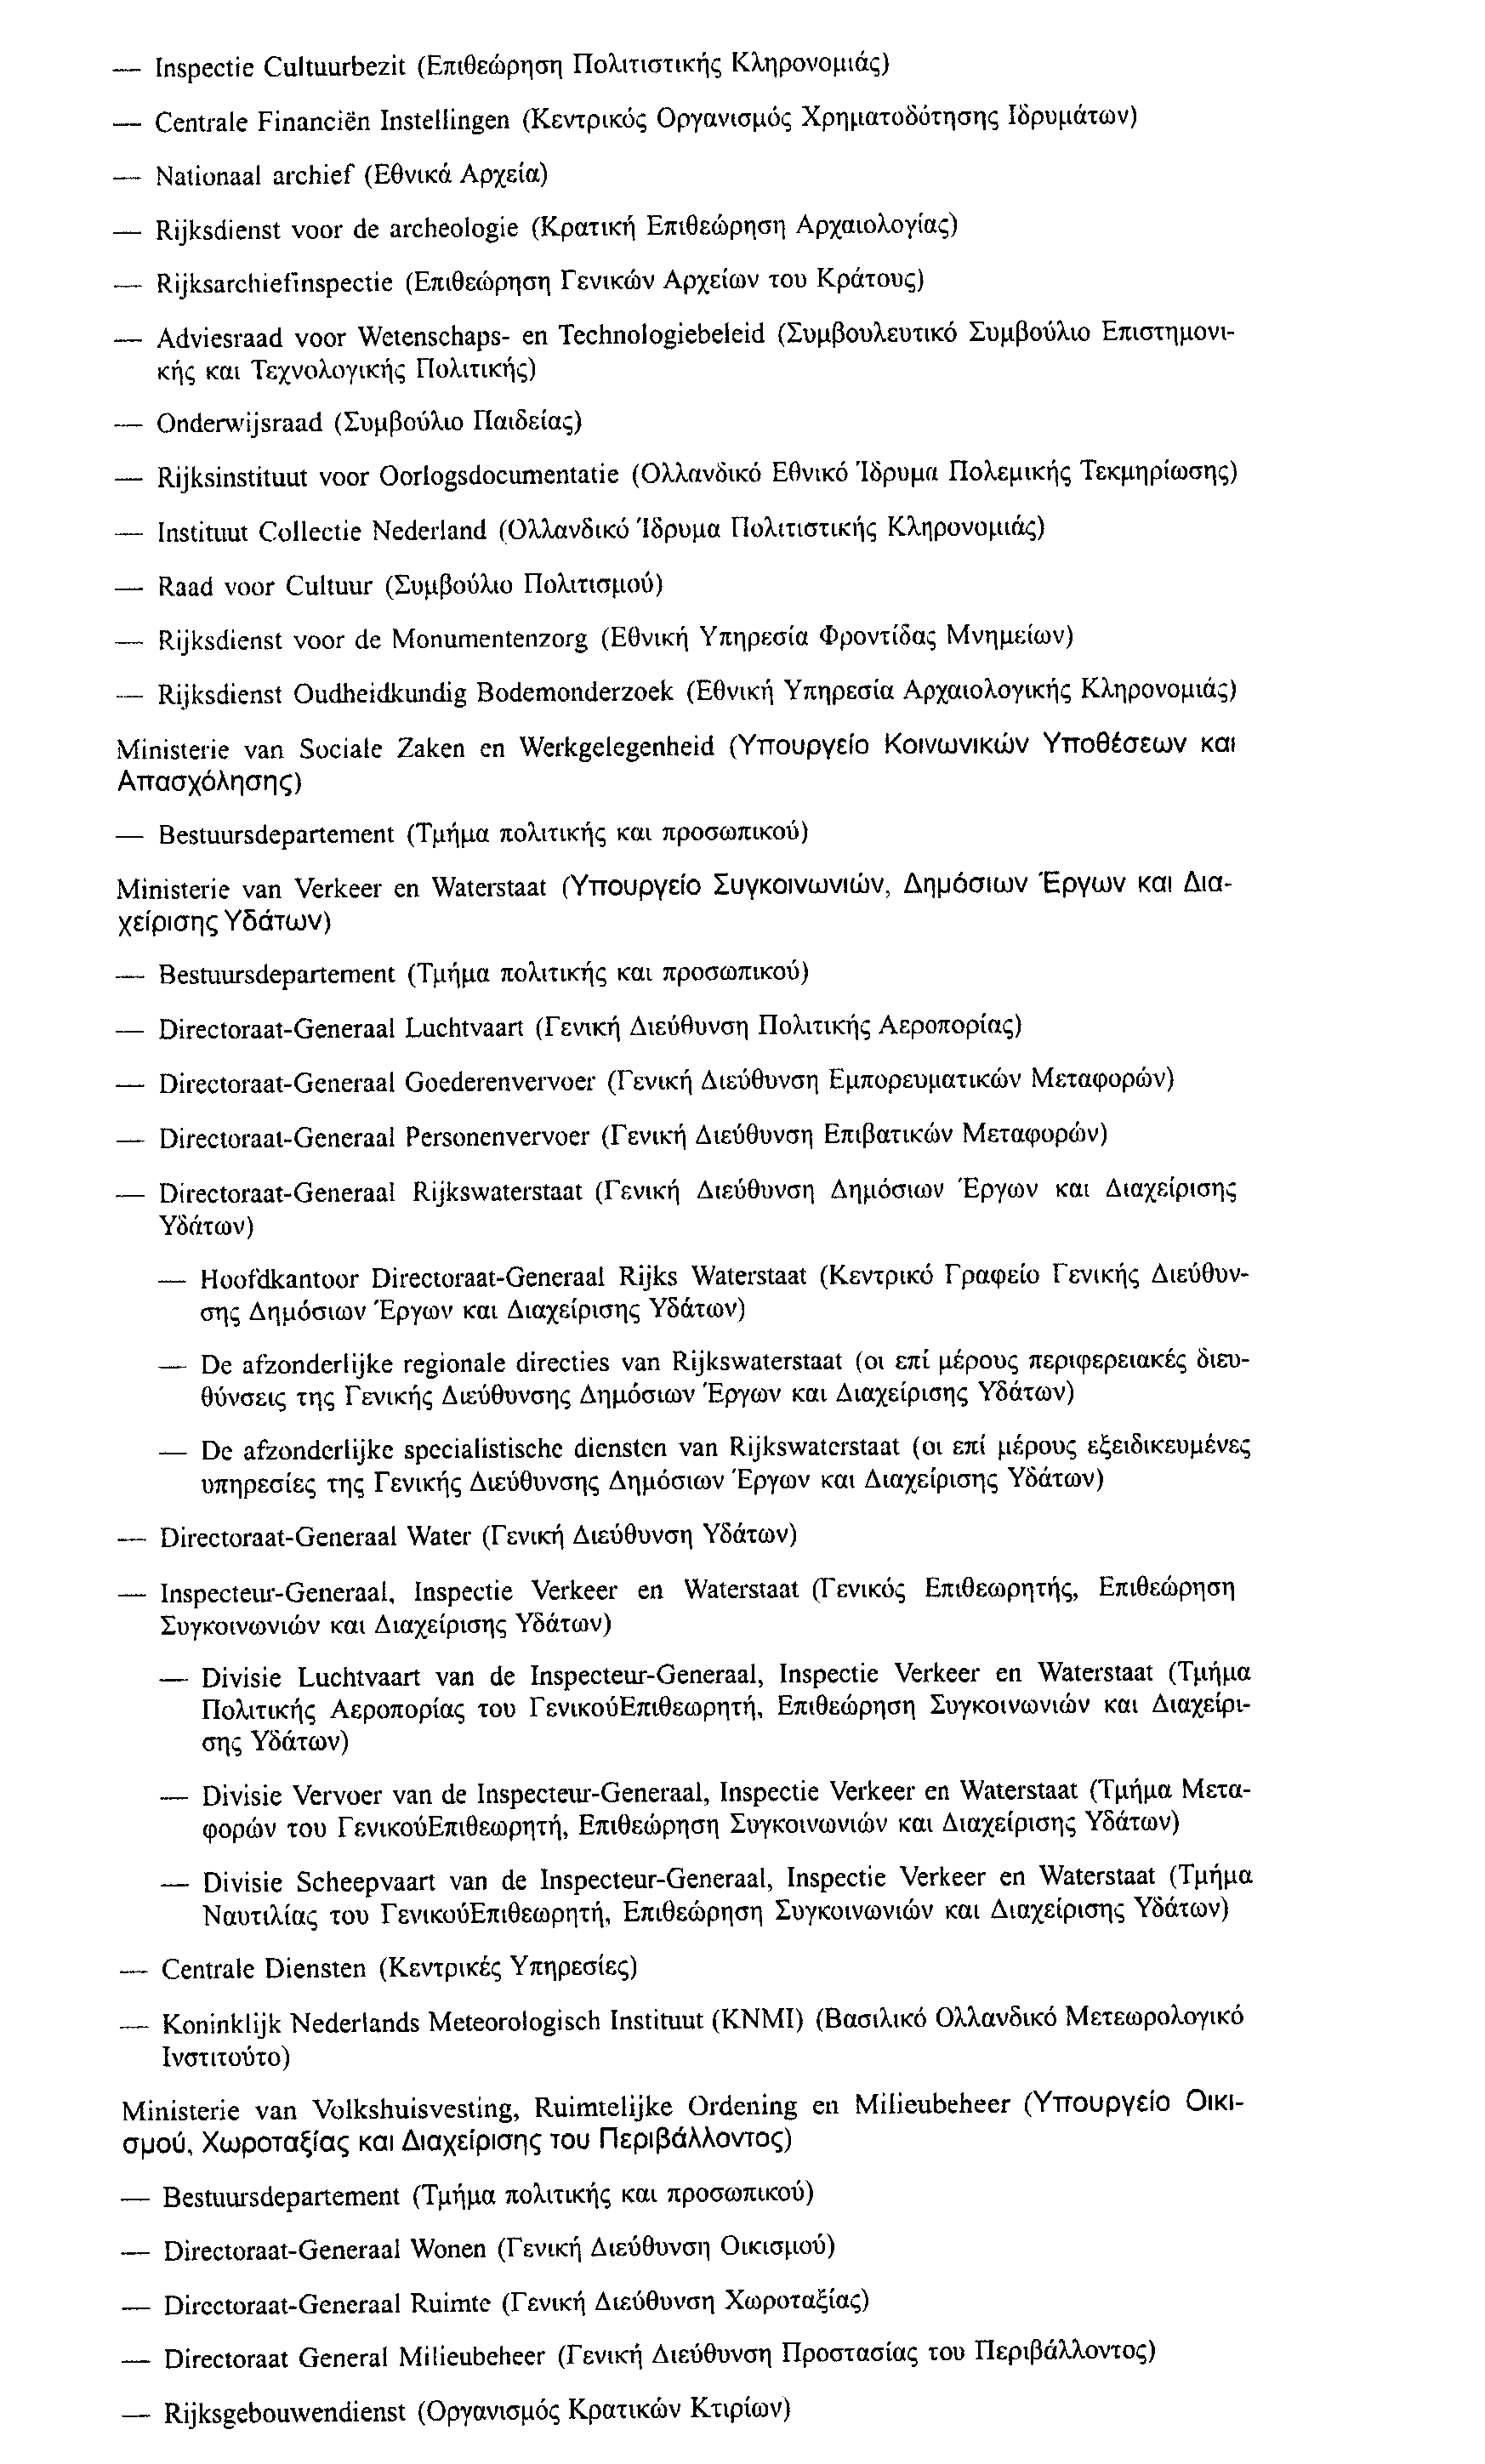 — Inspectie Cultuurbezit (Επιθεώρηση Πολιτιστικής Κληρονομιάς)
— Centrale Financiën Instellingen (Κεντρικός Οργανισμός Χρηματοδότησης Ιδρυμάτων)
— Nationaal archief (Εθνικά Αρχεία)
— Rijksdienst voor de archeologie (Κρατική Επιθεώρηση Αρχαιολογίας)
— Rijksarchiefinspectie (Επιθεώρηση Γενικών Αρχείων του Κράτους)
— Adviesraad voor Wetenschaps- en Technologiebeleid (Συμβουλευτικό Συμβούλιο Επιστημονι-
κής και Τεχνολογικής Πολιτικής)
— Onderwijsraad (Συμβούλιο Παιδείας)
— Rijksinstituut voor Oorlogsdocumentatie (Ολλανδικό Εθνικό Ίδρυμα Πολεμικής Τεκμηρίωσης)
— Instituut Collectie Nederland (Ολλανδικό Ίδρυμα Πολιτιστικής Κληρονομιάς)
— Raad voor Cultuur (Συμβούλιο Πολιτισμού)
— Rijksdienst voor de Monumentenzorg (Εθνική Υπηρεσία Φροντίδας Μνημείων)
— Rijksdienst Oudheidkundig Bodemonderzoek (Εθνική Υπηρεσία Αρχαιολογικής Κληρονομιάς)
Ministerie van Sociale Zaken en Werkgelegenheid (Υπουργείο Κοινωνικών Υποθέσεων και
Απασχόλησης)
— Bestuursdepartement (Τμήμα πολιτικής και προσωπικού)
Ministerie van Verkeer en Waterstaat (Υπουργείο Συγκοινωνιών, Δημόσιων Έργων και Δια-
χείρισης Υδάτων)
— Bestuursdepartement (Τμήμα πολιτικής και προσωπικού)
— Directoraat-Generaal Luchtvaart (Γενική Διεύθυνση Πολιτικής Αεροπορίας)
— Directoraat-Generaal Goederenvervoer (Γενική Διεύθυνση Εμπορευματικών Μεταφορών)
— Directoraat-Generaal Personenvervoer (Γενική Διεύθυνση Επιβατικών Μεταφορών)
— Directoraat-Generaal Rijkswaterstaat (Γενική Διεύθυνση Δημόσιων Έργων και Διαχείρισης
Υδάτων)
— Hoofdkantoor Directoraat-Generaal Rijks Waterstaat (Κεντρικό Γραφείο Γενικής Διεύθυν-
σης Δημόσιων Έργων και Διαχείρισης Υδάτων)
— De afzonderlijke regionale directies van Rijkswaterstaat (οι επί μέρους περιφερειακές διευ-
θύνσεις της Γενικής Διεύθυνσης Δημόσιων Έργων και Διαχείρισης Υδάτων)
— De afzonderlijke specialistische diensten van Rijkswaterstaat (οι επί μέρους εξειδικευμένες
υπηρεσίες της Γενικής Διεύθυνσης Δημόσιων Έργων και Διαχείρισης Υδάτων)
— Directoraat-Generaal Water (Γενική Διεύθυνση Υδάτων)
— Inspecteur-Generaal, Inspectie Verkeer en Waterstaat (Γενικός Επιθεωρητής, Επιθεώρηση
Συγκοινωνιών και Διαχείρισης Υδάτων)
— Divisie Luchtvaart van de Inspecteur-Generaal, Inspectie Verkeer en Waterstaat (Τμήμα
Πολιτικής Αεροπορίας του ΓενικούΕπιθεωρητή, Επιθεώρηση Συγκοινωνιών και Διαχείρι-
σης Υδάτων)
— Divisie Vervoer van de Inspecteur-Generaal, Inspectie Verkeer en Waterstaat (Τμήμα Μετα-
φορών του ΓενικούΕπιθεωρητή, Επιθεώρηση Συγκοινωνιών και Διαχείρισης Υδάτων)
— Divisie Scheepvaart van de Inspecteur-Generaal, Inspectie Verkeer en Waterstaat (Τμήμα
Ναυτιλίας του ΓενικούΕπιθεωρητή, Επιθεώρηση Συγκοινωνιών και Διαχείρισης Υδάτων)
— Centrale Diensten (Κεντρικές Υπηρεσίες)
— Koninklijk Nederlands Meteorologisch Instituut (KNMI) (Βασιλικό Ολλανδικό Μετεωρολογικό
Ινστιτούτο)
Ministerie van Volkshuisvesting, Ruimtelijke Ordening en Milieubeheer (Υπουργείο Οικι-
σμού, Χωροταξίας και Διαχείρισης του Περιβάλλοντος)
— Bestuursdepartement (Τμήμα πολιτικής και προσωπικού)
— Directoraat-Generaal Wonen (Γενική Διεύθυνση Οικισμού)
— Directoraat-Generaal Ruimte (Γενική Διεύθυνση Χωροταξίας)
— Directoraat General Milieubeheer (Γενική Διεύθυνση Προστασίας του Περιβάλλοντος)
— Rijksgebouwendienst (Οργανισμός Κρατικών Κτιρίων)